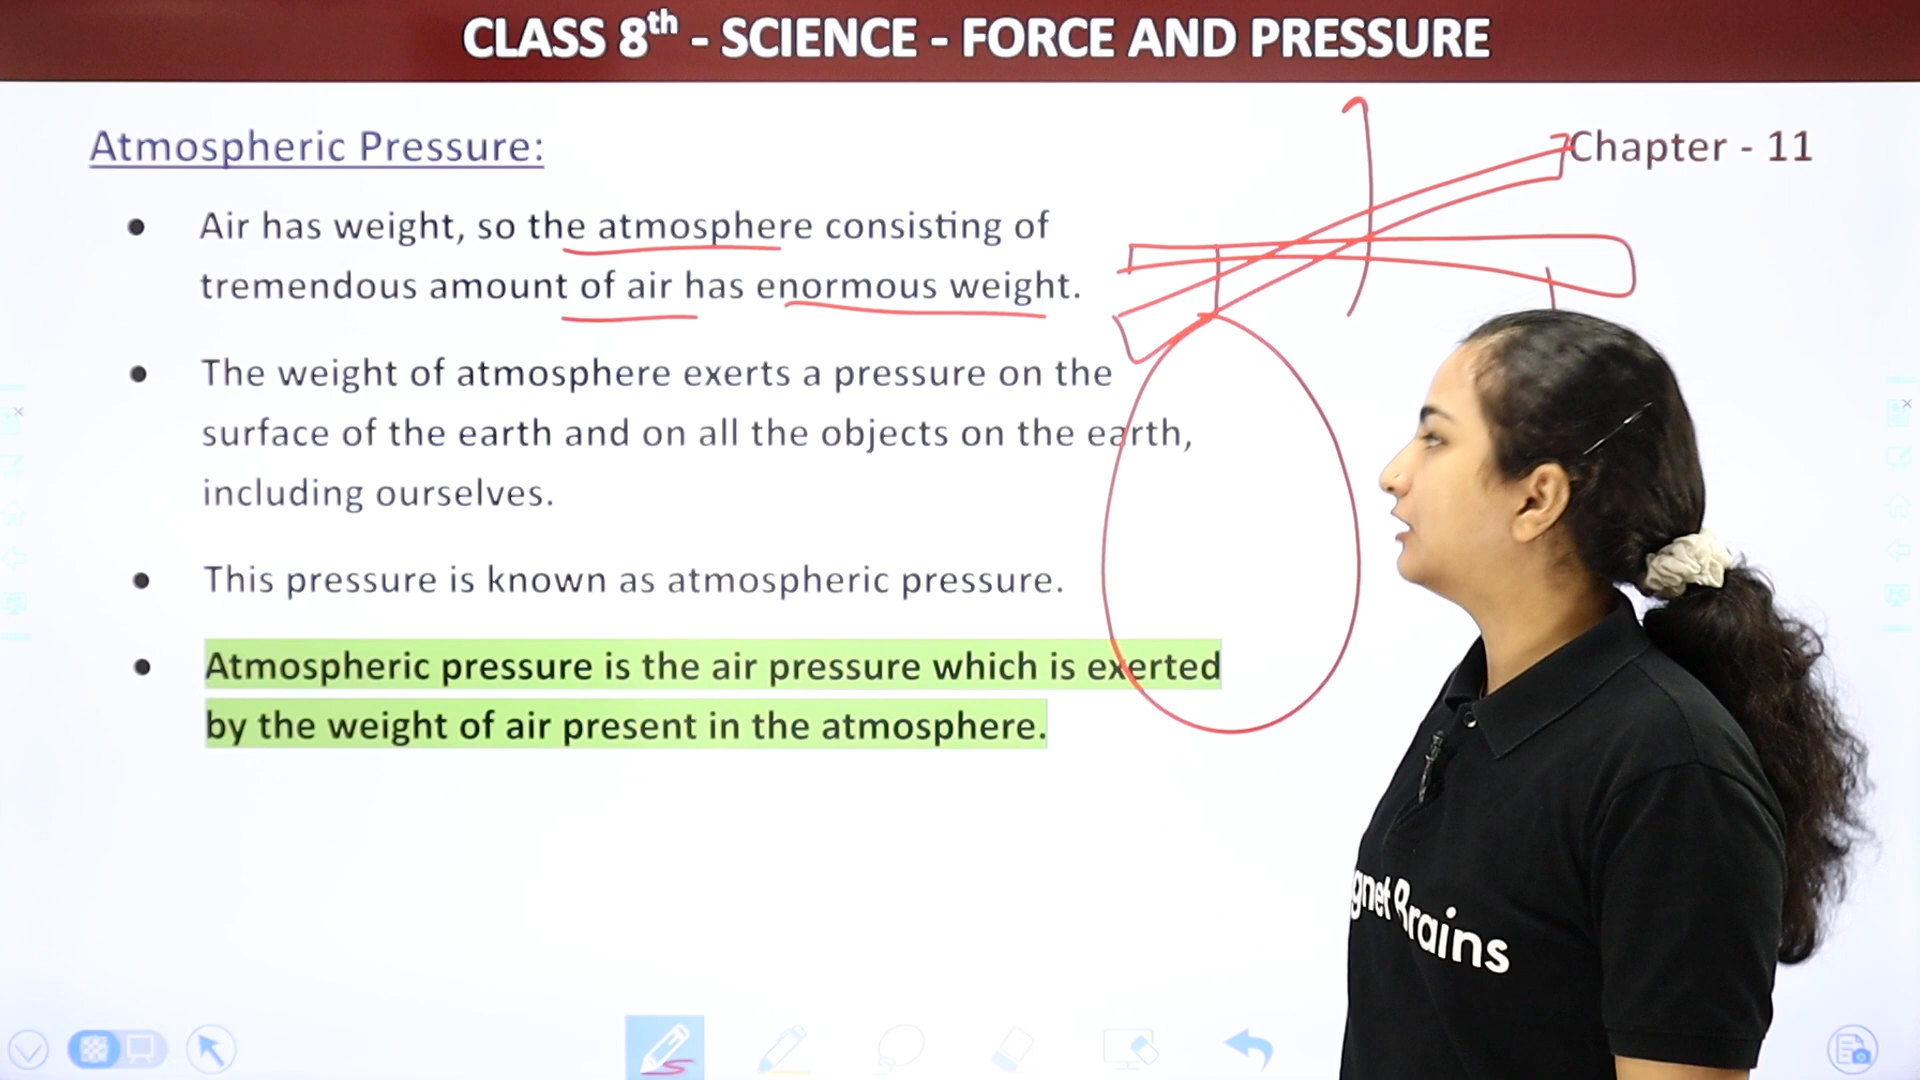 CLASS 8th - SCIENCE - FORCE AND PRESSURE
Atmospheric Pressure:
Chapter - 11
● Air has weight, so the atmosphere consisting of
tremendous amount of air has enormous weight.
● The weight of atmosphere exerts a pressure on the
surface of the earth and on all the objects on the earth,
including ourselves.
● This pressure is known as atmospheric pressure.
● Atmospheric pressure is the air pressure which is exerted
by the weight of air present in the atmosphere.
gnet Brains